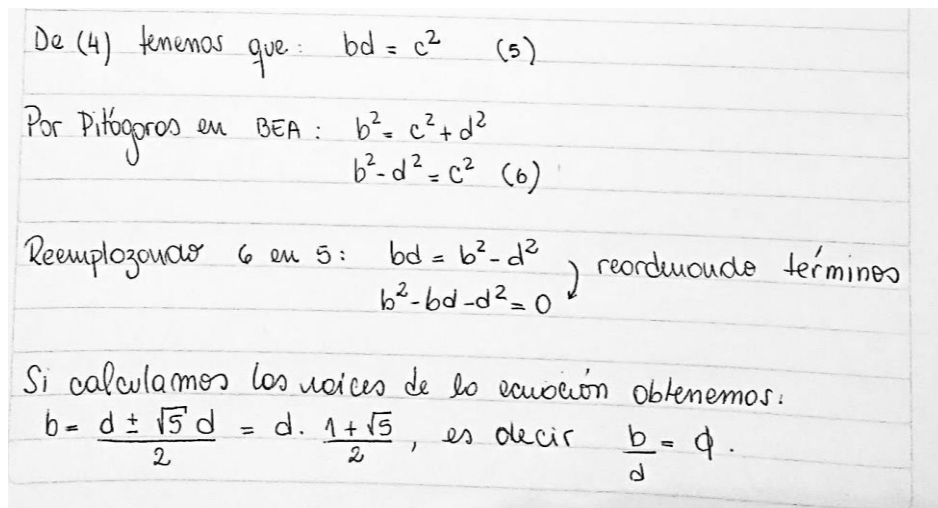 De (4) tenemos que: bd = c² (5)
Por Pitágoras en BEA: b² = c² + d²
b² - d² = c² (6)
Reemplazando 6 en 5: bd = b² - d²
b² - bd - d² = 0
reordenando términos
Si calculamos las raíces de la ecuación obtenemos:
b = (d ± √5 d)/2 = d · (1 + √5)/2, es decir b/d = ϕ.